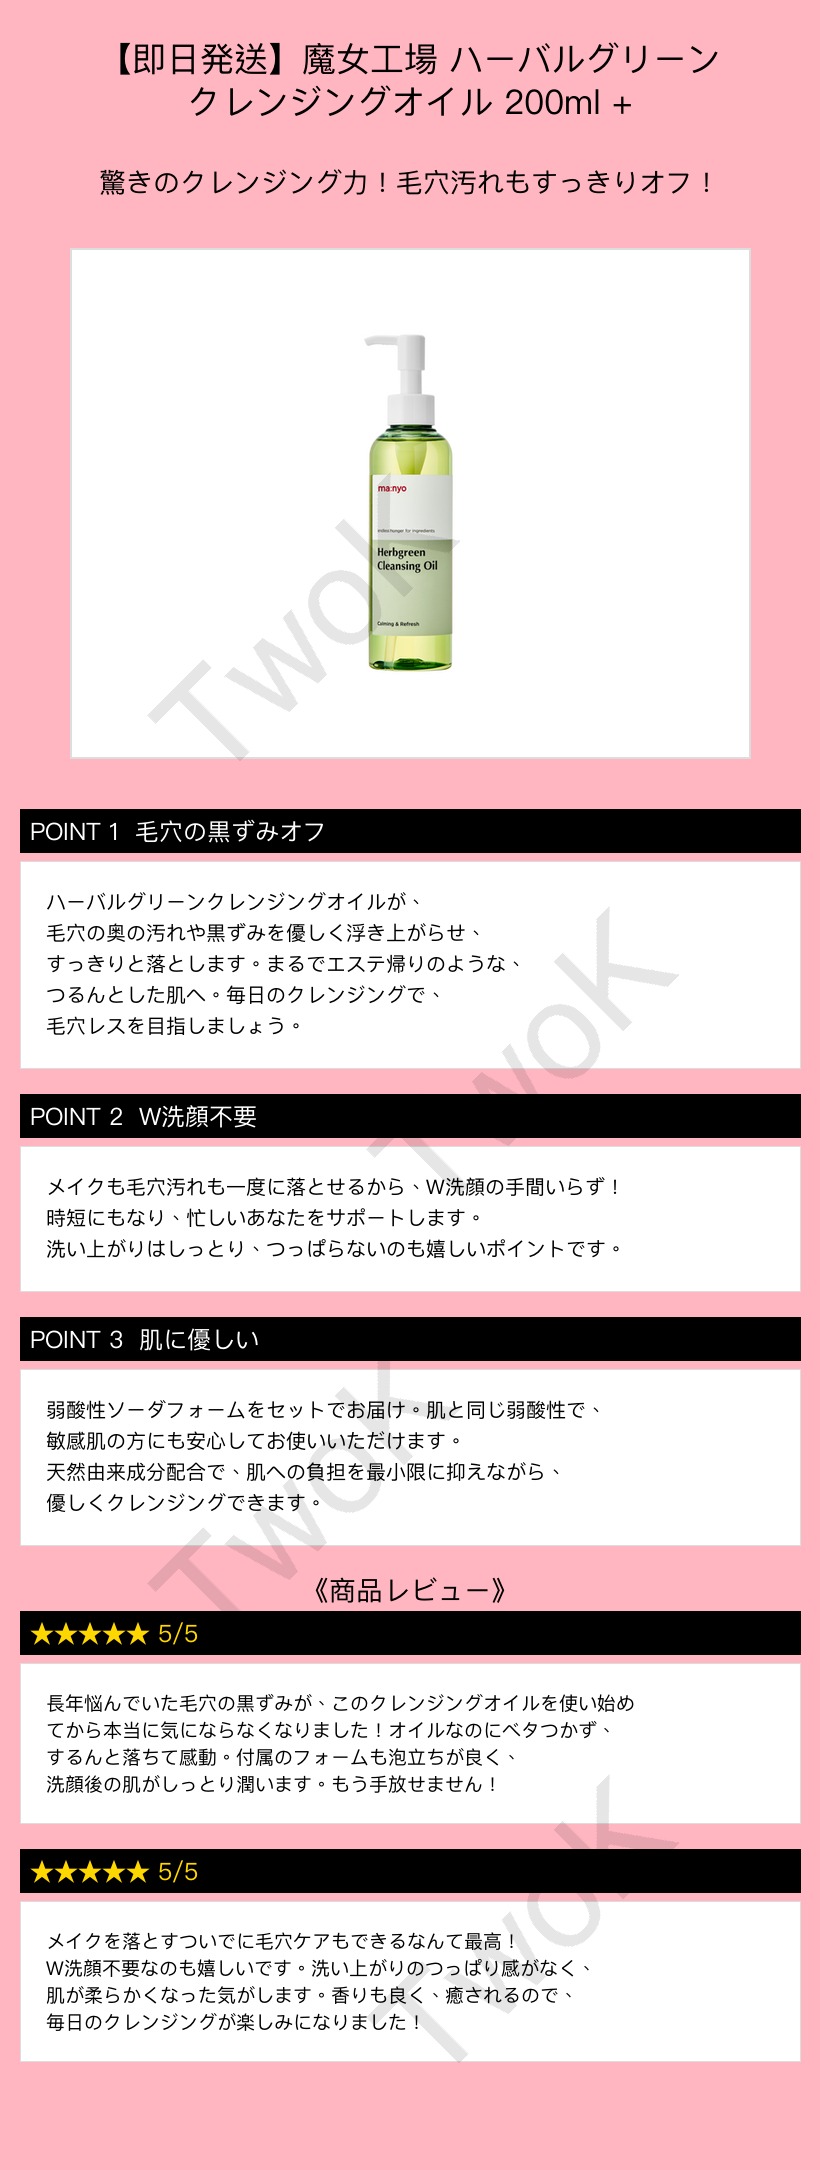 【即日発送】魔女工場 ハーバルグリーン
クレンジングオイル 200ml +
驚きのクレンジング力！毛穴汚れもすっきりオフ！
ma:nyo
entitled hunger for ingredients
Herbgreen
Cleansing Oil
Calming & Refresh
TwoK
POINT 1 毛穴の黒ずみオフ
ハーバルグリーンクレンジングオイルが、
毛穴の奥の汚れや黒ずみを優しく浮き上がらせ、
すっきりと落とします。まるでエステ帰りのような、
つるんとした肌へ。毎日のクレンジングで、
毛穴レスを目指しましょう。
TwoK
POINT 2 W洗顔不要
メイクも毛穴汚れも一度に落とせるから、W洗顔の手間いらず！
時短にもなり、忙しいあなたをサポートします。
洗い上がりはしっとり、つっぱらないのも嬉しいポイントです。
POINT 3 肌に優しい
弱酸性ソーダフォームをセットでお届け。肌と同じ弱酸性で、
敏感肌の方にも安心してお使いいただけます。
天然由来成分配合で、肌への負担を最小限に抑えながら、
優しくクレンジングできます。
TwoK
《商品レビュー》
★★★★★ 5/5
長年悩んでいた毛穴の黒ずみが、このクレンジングオイルを使い始め
てから本当に気にならなくなりました！オイルなのにベタつかず、
するんと落ちて感動。付属のフォームも泡立ちが良く、
洗顔後の肌がしっとり潤います。もう手放せません！
★★★★★ 5/5
メイクを落とすついでに毛穴ケアもできるなんて最高！
W洗顔不要なのも嬉しいです。洗い上がりのつっぱり感がなく、
肌が柔らかくなった気がします。香りも良く、癒されるので、
毎日のクレンジングが楽しみになりました！
TwoK